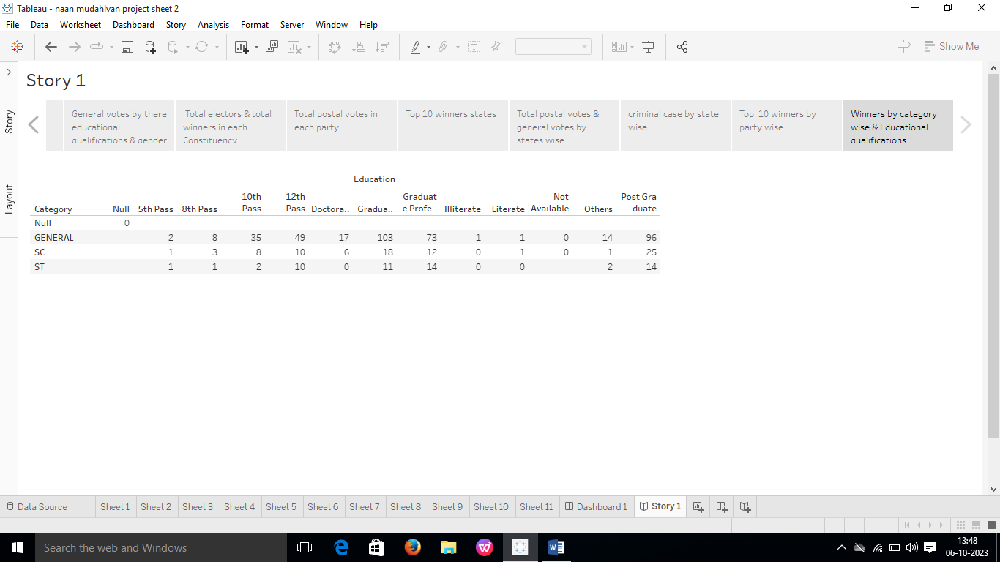 Tableau - naan mudahlvan project sheet 2
File Data Worksheet Dashboard Story Analysis Format Server Window Help
Show Me
Story
Layout
Story 1
General votes by there
educational
qualifications & gender
Total electors & total
winners in each
Constituency
Total postal votes in
each party
Top 10 winners states
Total postal votes &
general votes by
states wise.
criminal case by state
wise.
Top 10 winners by
party wise.
Winners by category
wise & Educational
qualifications.
Education
Category Null 5th Pass 8th Pass 10th Pass 12th Pass Doctora.. Gradua.. Graduat e Profe.. Illiterate Literate Not Available Others Post Gra duate
Null 0
GENERAL 2 8 35 49 17 103 73 1 1 0 14 96
SC 1 3 8 10 6 18 12 0 1 0 1 25
ST 1 1 2 10 0 11 14 0 0 2 14
Data Source Sheet 1 Sheet 2 Sheet 3 Sheet 4 Sheet 5 Sheet 6 Sheet 7 Sheet 8 Sheet 9 Sheet 10 Sheet 11 Dashboard 1 Story 1
Search the web and Windows
13:48
06-10-2023